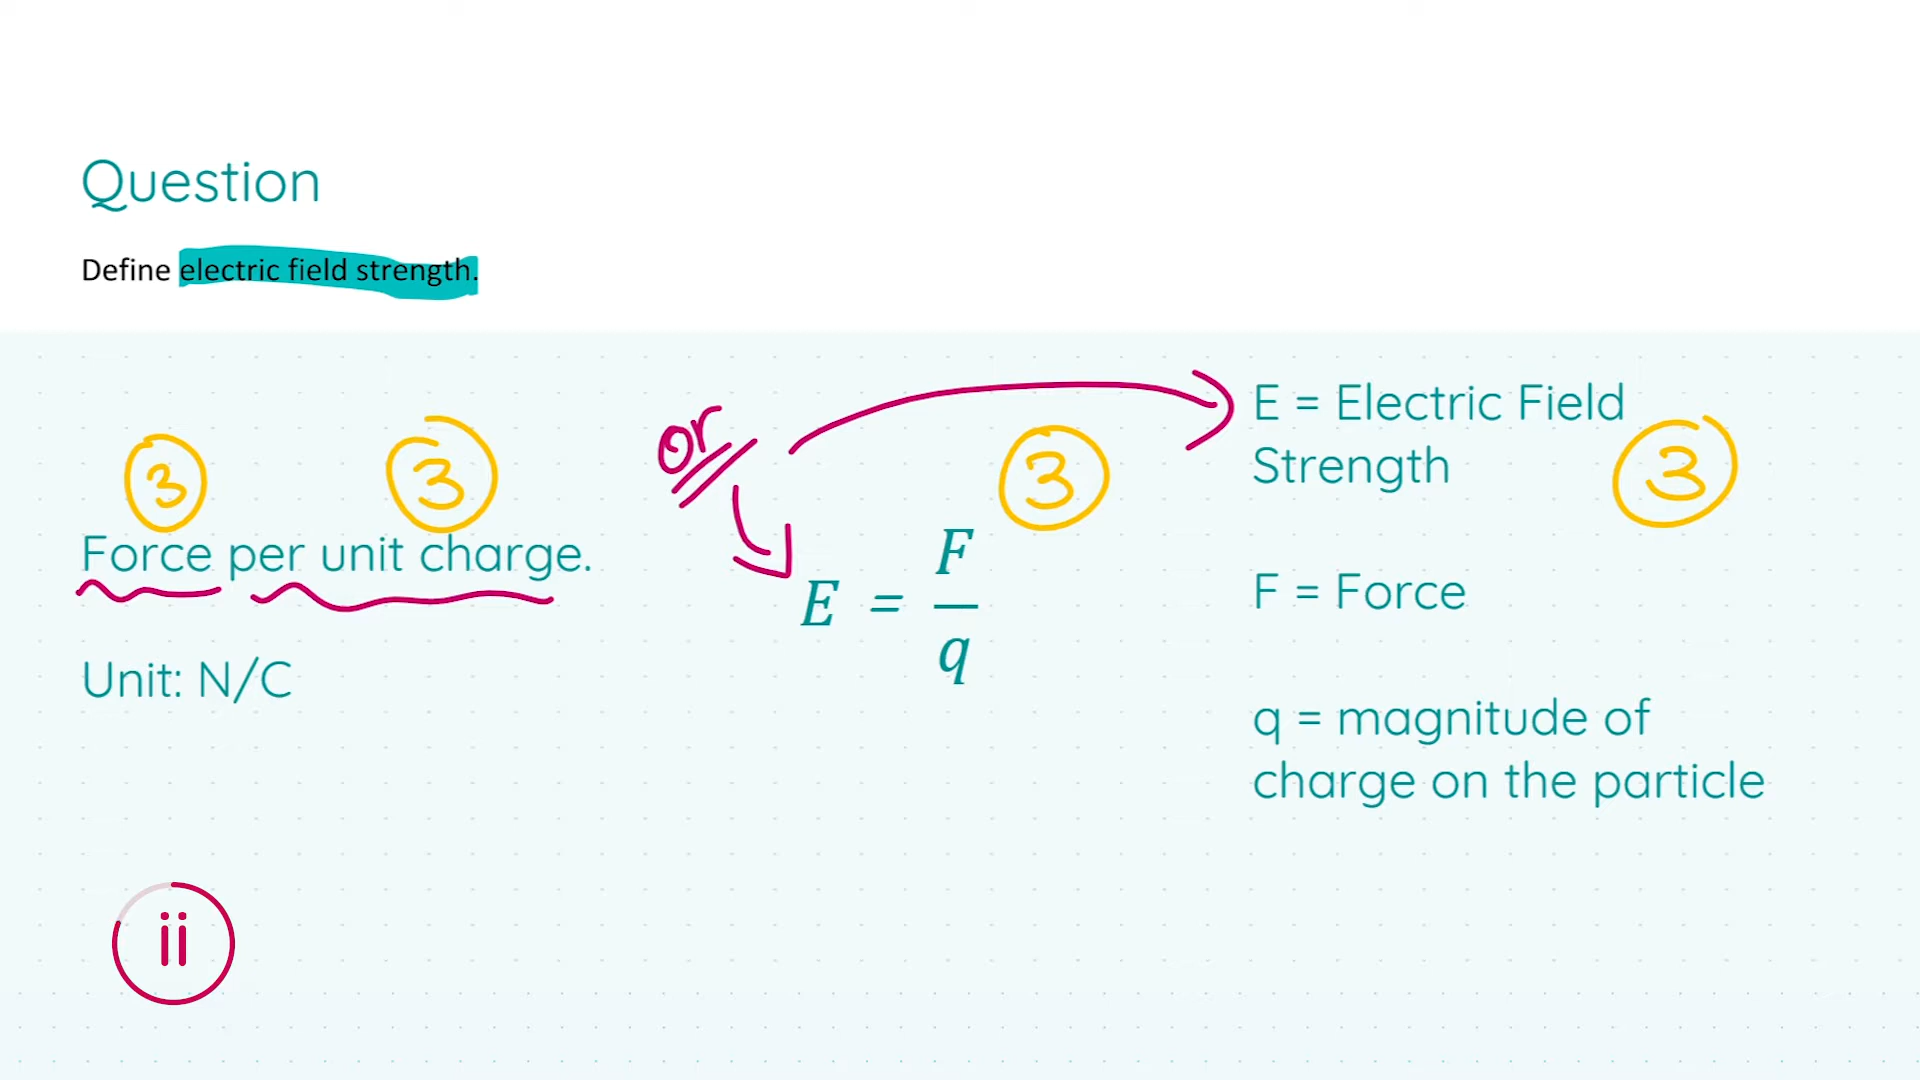 Question
Define electric field strength.
3 3
Force per unit charge.
Unit: N/C
or
3
E = F/q
E = Electric Field
Strength
3
F = Force
q = magnitude of
charge on the particle
ii